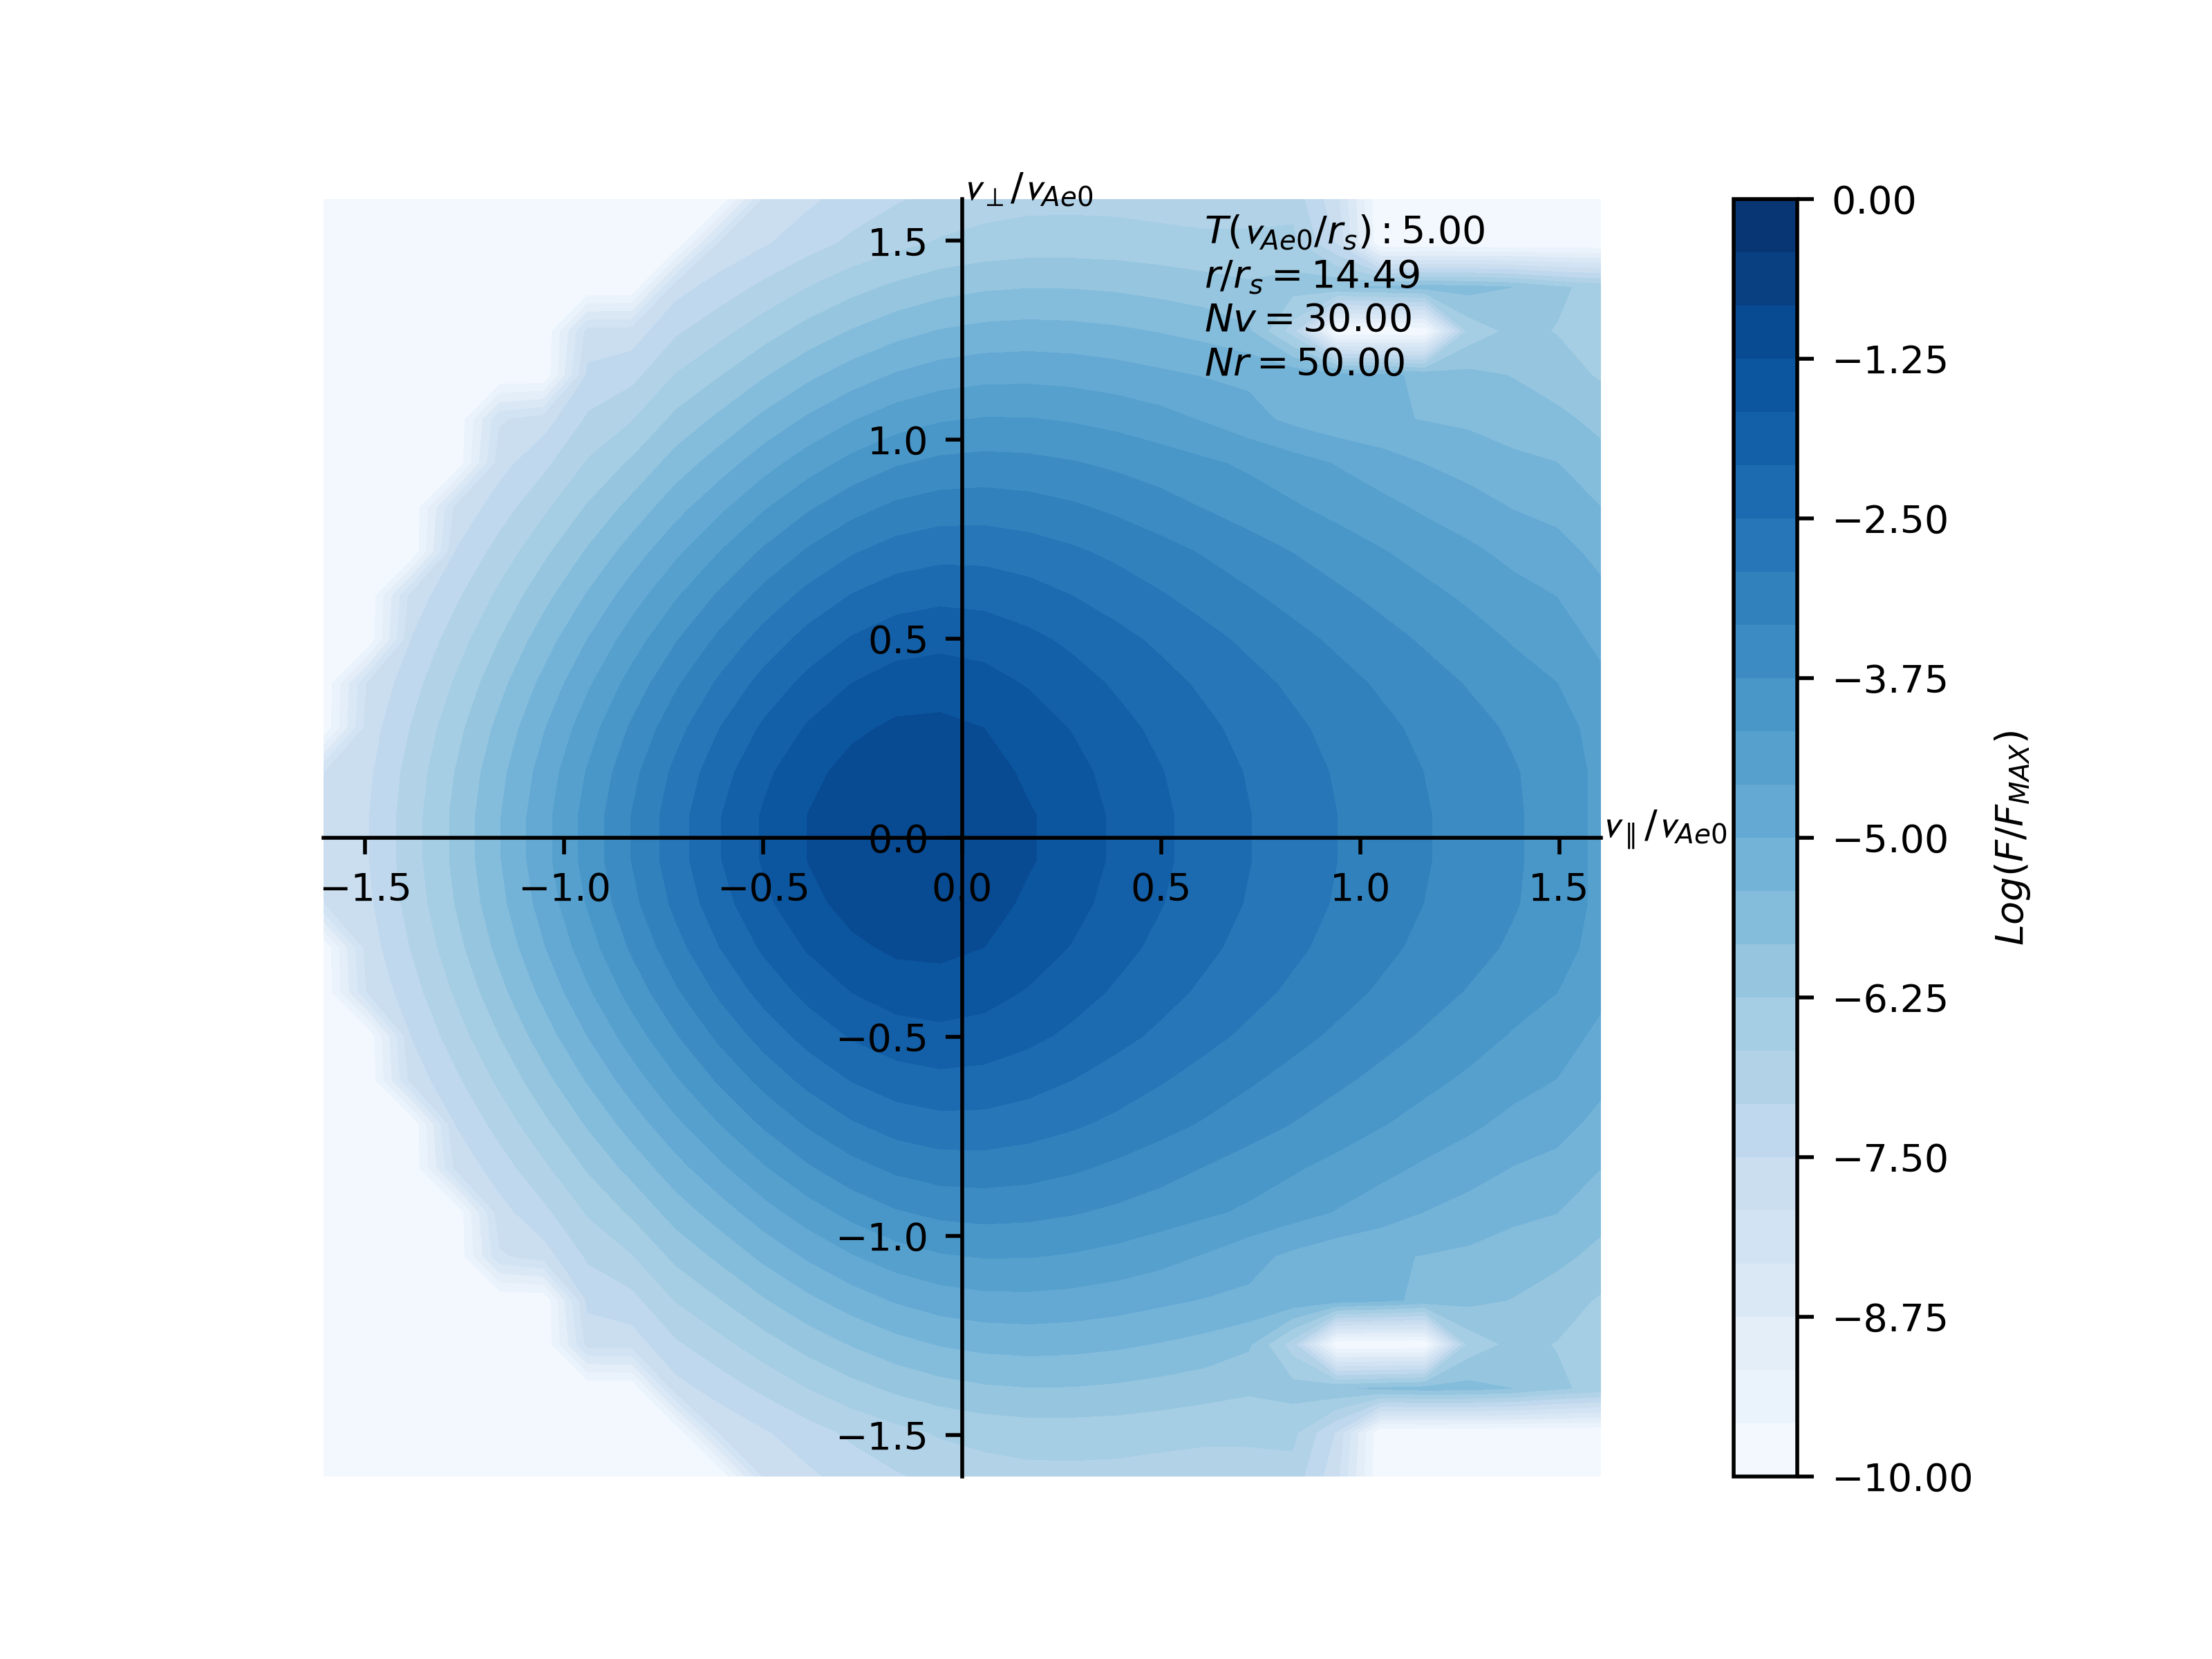 v⊥/vAe0
T(vAe0/rs) : 5.00
r/rs = 14.49
Nv = 30.00
Nr = 50.00
1.5
1.0
0.5
0.0
−0.5
−1.0
−1.5
−1.5 −1.0 −0.5 0.0 0.5 1.0 1.5
v∥/vAe0
0.00
−1.25
−2.50
−3.75
−5.00
−6.25
−7.50
−8.75
−10.00
Log(F/FMAX)